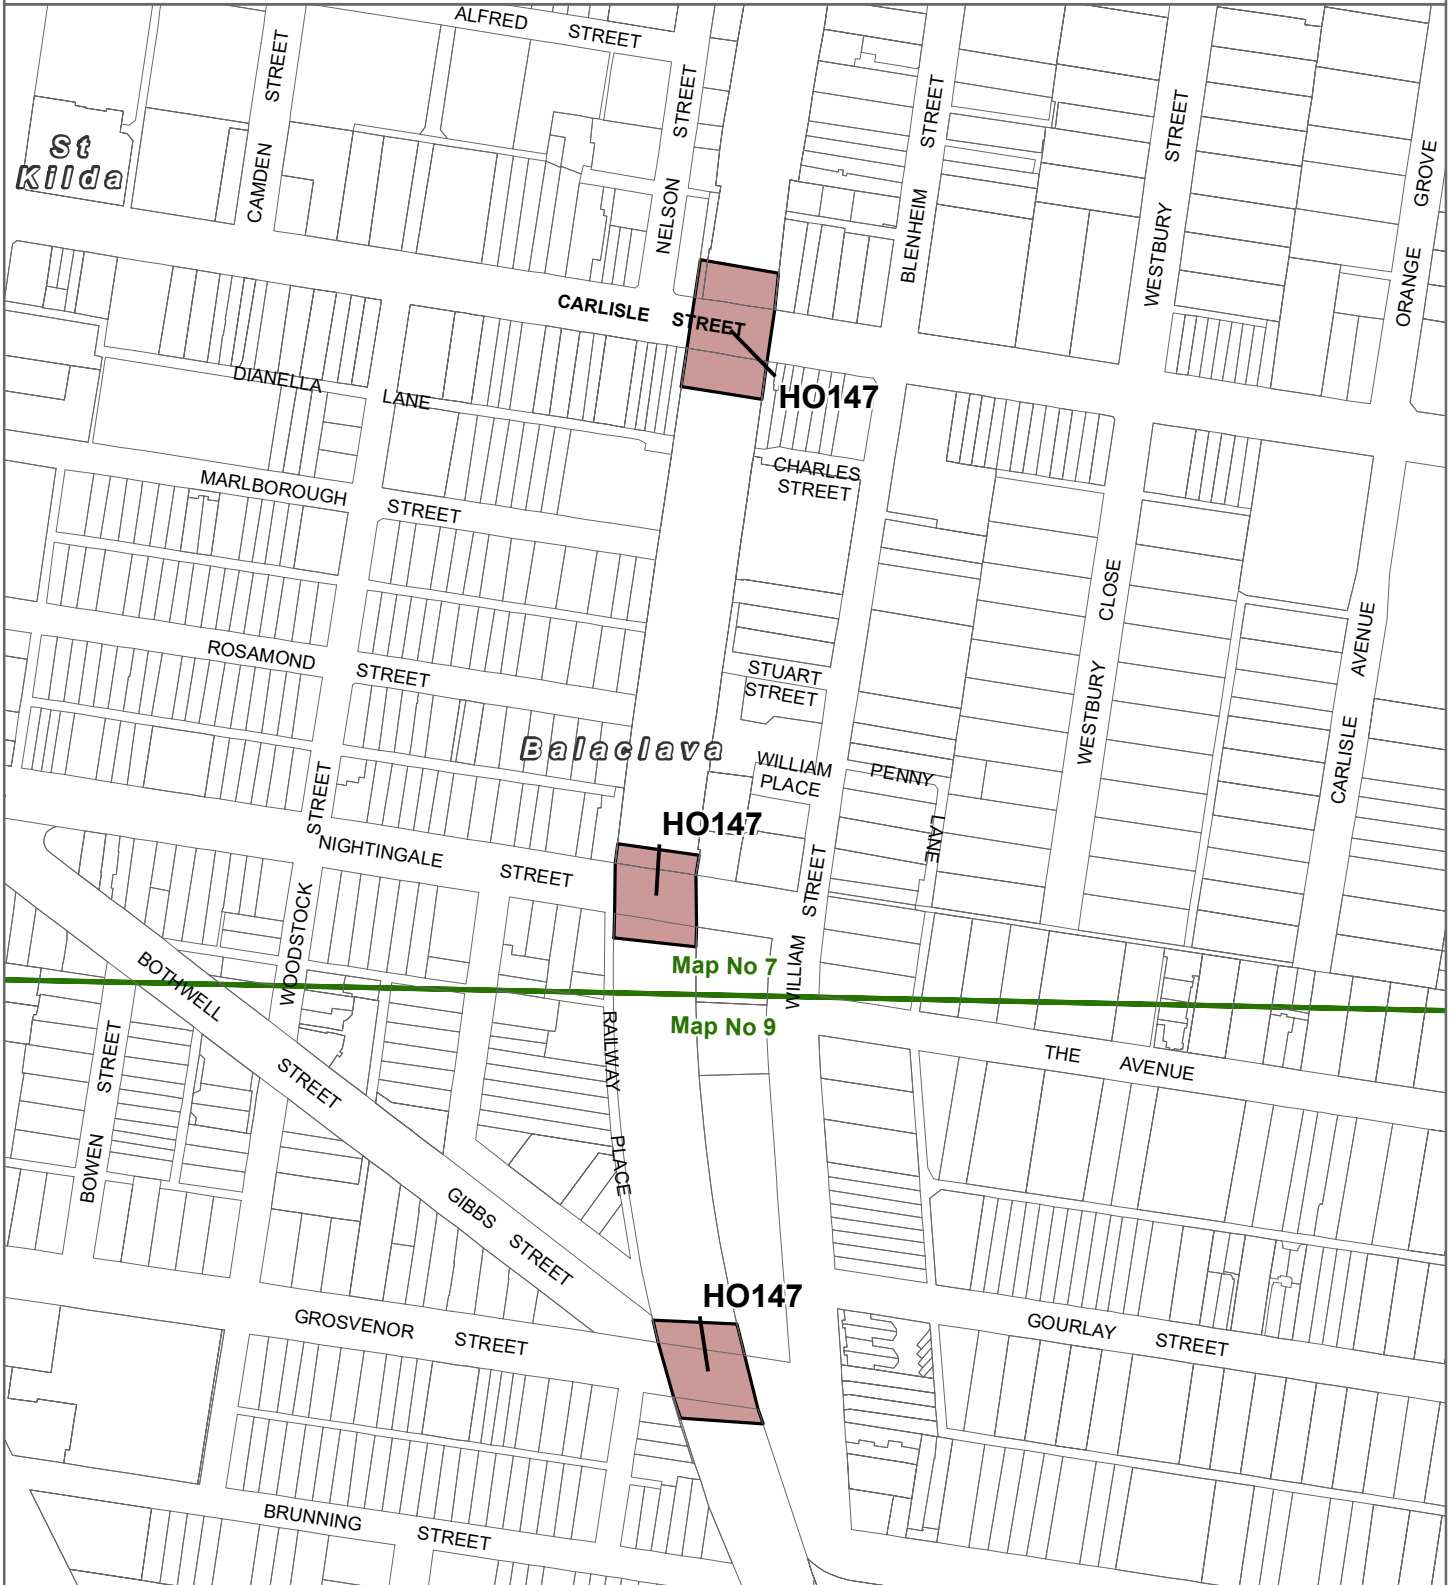 ALFRED STREET
CAMDEN STREET
NELSON STREET
BLENHEIM STREET
WESTBURY STREET
ORANGE GROVE
St
Kilda
CARLISLE STREET
HO147
DIANELLA LANE
CHARLES
STREET
MARLBOROUGH STREET
WESTBURY CLOSE
CARLISLE AVENUE
ROSAMOND STREET
STUART
STREET
Balaclava
WILLIAM
PLACE
PENNY LANE
HO147
NIGHTINGALE STREET
WOODSTOCK STREET
WILLIAM STREET
Map No 7
Map No 9
BOTHWELL STREET
RAILWAY PLACE
THE AVENUE
BOWEN STREET
GIBBS STREET
HO147
GROSVENOR STREET
GOURLAY STREET
BRUNNING STREET